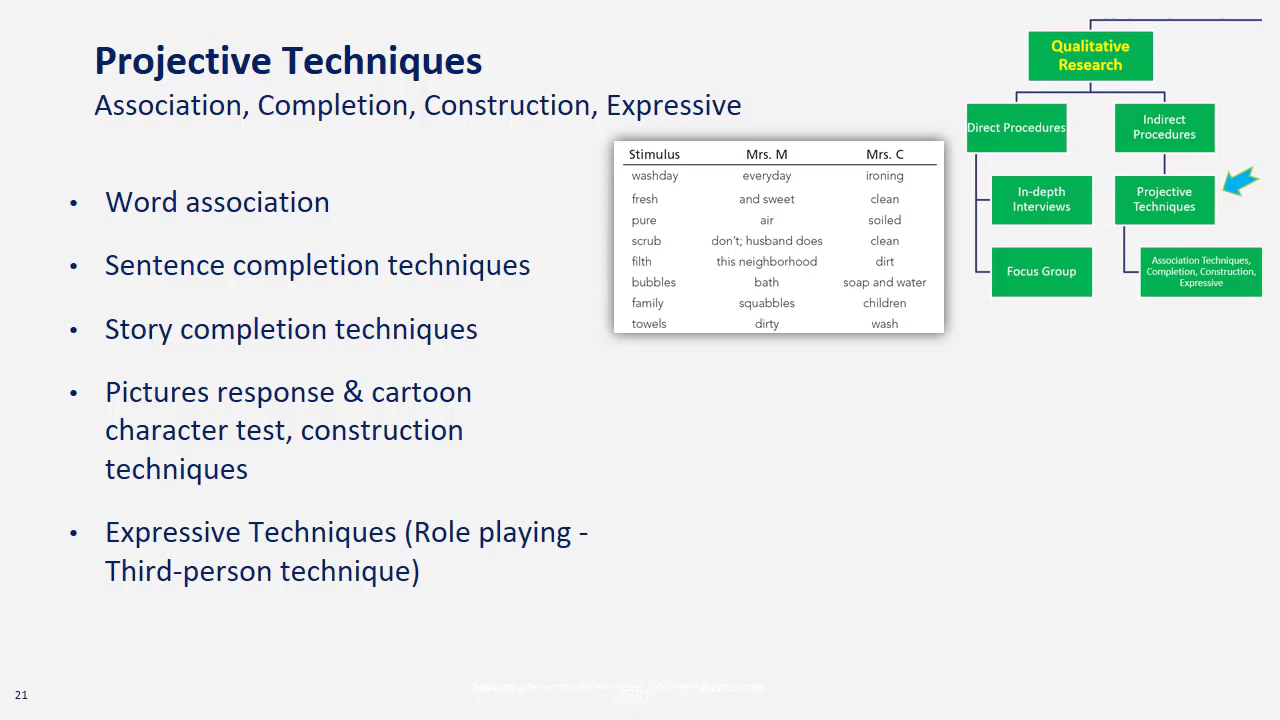 Projective Techniques
Association, Completion, Construction, Expressive
• Word association
• Sentence completion techniques
• Story completion techniques
• Pictures response & cartoon
character test, construction
techniques
• Expressive Techniques (Role playing -
Third-person technique)
Stimulus Mrs. M Mrs. C
washday everyday ironing
fresh and sweet clean
pure air soiled
scrub don't; husband does clean
filth this neighborhood dirt
bubbles bath soap and water
family squabbles children
towels dirty wash
Qualitative
Research
Direct Procedures
Indirect
Procedures
In-depth
Interviews
Projective
Techniques
Focus Group
Association Techniques,
Completion, Construction,
Expressive
21